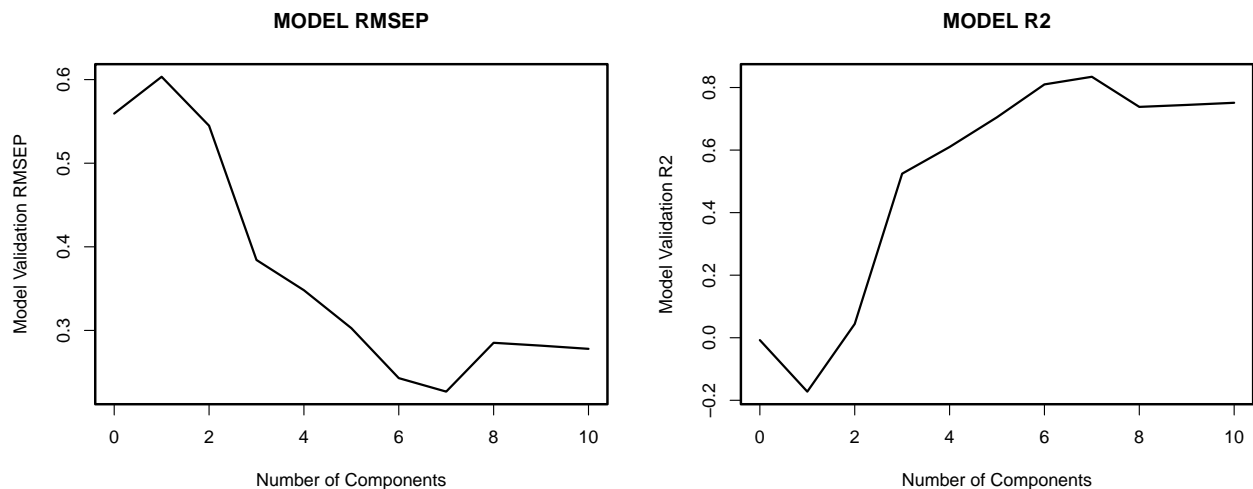 MODEL RMSEP
Model Validation RMSEP
0.6
0.5
0.4
0.3
0 2 4 6 8 10
Number of Components
MODEL R2
Model Validation R2
0.8
0.6
0.4
0.2
0.0
−0.2
0 2 4 6 8 10
Number of Components